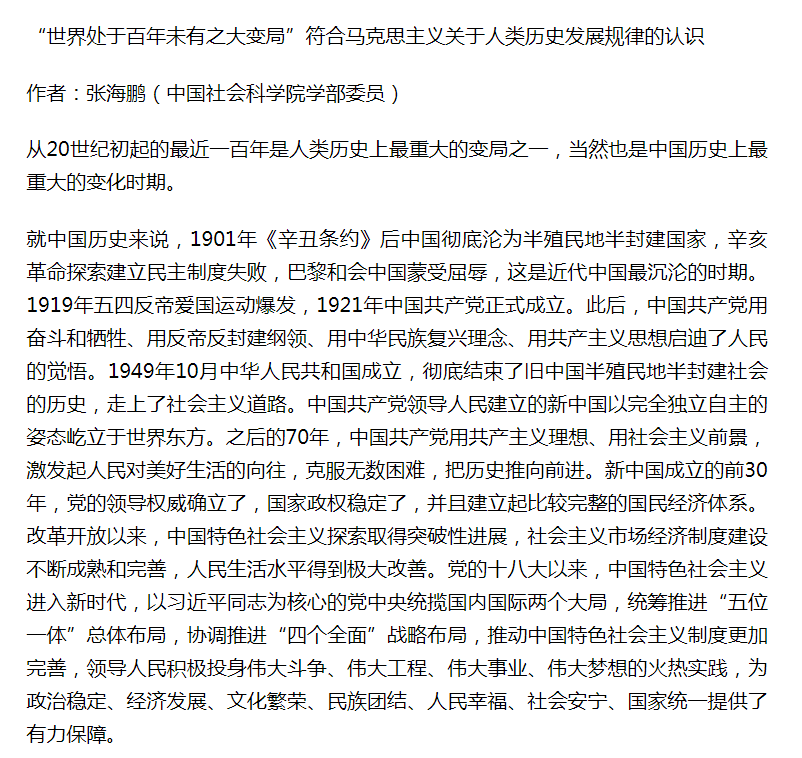 “世界处于百年未有之大变局”符合马克思主义关于人类历史发展规律的认识
作者：张海鹏（中国社会科学院学部委员）
从20世纪初起的最近一百年是人类历史上最重大的变局之一，当然也是中国历史上最
重大的变化时期。
就中国历史来说，1901年《辛丑条约》后中国彻底沦为半殖民地半封建国家，辛亥
革命探索建立民主制度失败，巴黎和会中国蒙受屈辱，这是近代中国最沉沦的时期。
1919年五四反帝爱国运动爆发，1921年中国共产党正式成立。此后，中国共产党用
奋斗和牺牲、用反帝反封建纲领、用中华民族复兴理念、用共产主义思想启迪了人民
的觉悟。1949年10月中华人民共和国成立，彻底结束了旧中国半殖民地半封建社会
的历史，走上了社会主义道路。中国共产党领导人民建立的新中国以完全独立自主的
姿态屹立于世界东方。之后的70年，中国共产党用共产主义理想、用社会主义前景，
激发起人民对美好生活的向往，克服无数困难，把历史推向前进。新中国成立的前30
年，党的领导权威确立了，国家政权稳定了，并且建立起比较完整的国民经济体系。
改革开放以来，中国特色社会主义探索取得突破性进展，社会主义市场经济制度建设
不断成熟和完善，人民生活水平得到极大改善。党的十八大以来，中国特色社会主义
进入新时代，以习近平同志为核心的党中央统揽国内国际两个大局，统筹推进“五位
一体”总体布局，协调推进“四个全面”战略布局，推动中国特色社会主义制度更加
完善，领导人民积极投身伟大斗争、伟大工程、伟大事业、伟大梦想的火热实践，为
政治稳定、经济发展、文化繁荣、民族团结、人民幸福、社会安宁、国家统一提供了
有力保障。